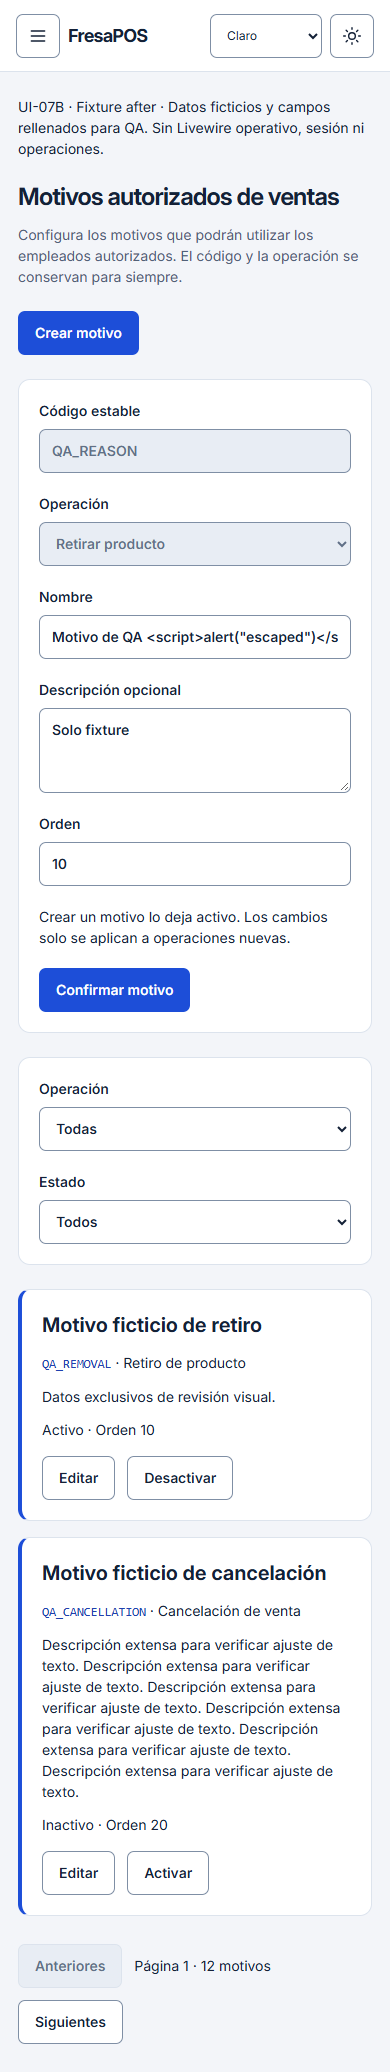 FresaPOS
Claro
UI-07B · Fixture after · Datos ficticios y campos
rellenados para QA. Sin Livewire operativo, sesión ni
operaciones.
Motivos autorizados de ventas
Configura los motivos que podrán utilizar los
empleados autorizados. El código y la operación se
conservan para siempre.
Crear motivo
Código estable
QA_REASON
Operación
Retirar producto
Nombre
Motivo de QA <script>alert("escaped")</s
Descripción opcional
Solo fixture
Orden
10
Crear un motivo lo deja activo. Los cambios
solo se aplican a operaciones nuevas.
Confirmar motivo
Operación
Todas
Estado
Todos
Motivo ficticio de retiro
QA_REMOVAL · Retiro de producto
Datos exclusivos de revisión visual.
Activo · Orden 10
Editar
Desactivar
Motivo ficticio de cancelación
QA_CANCELLATION · Cancelación de venta
Descripción extensa para verificar ajuste de
texto. Descripción extensa para verificar
ajuste de texto. Descripción extensa para
verificar ajuste de texto. Descripción extensa
para verificar ajuste de texto. Descripción
extensa para verificar ajuste de texto.
Descripción extensa para verificar ajuste de
texto.
Inactivo · Orden 20
Editar
Activar
Anteriores
Página 1 · 12 motivos
Siguientes